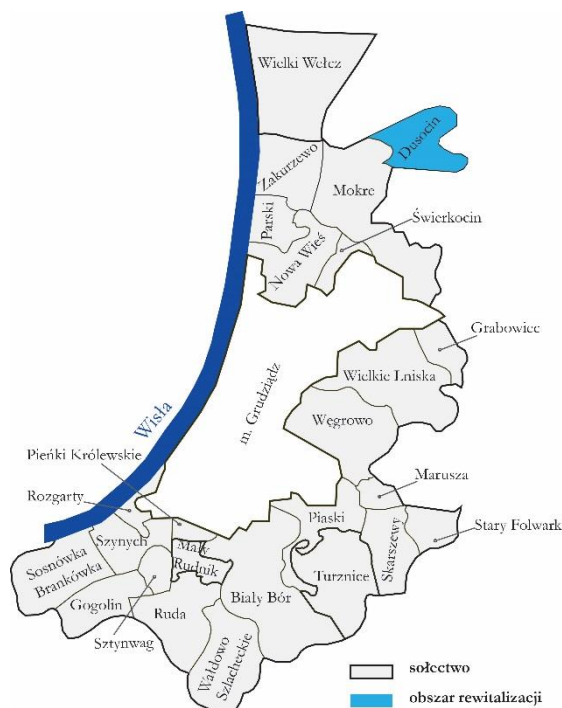 Wielki Wełcz
Dusocin
Zakurzewo
Mokre
Parski
Świerkocin
Nowa Wieś
Grabowiec
Wielkie Lniska
Wisła
m. Grudziądz
Węgrowo
Pieńki Królewskie
Marusza
Rozgarty
Piaski
Stary Folwark
Szynych
Mały
Rudnik
Skarszewy
Sosnówka
Brankówka
Turznice
Gogolin
Ruda
Biały Bór
Sztynwag
Wałdowo
Szlacheckie
sołectwo
obszar rewitalizacji